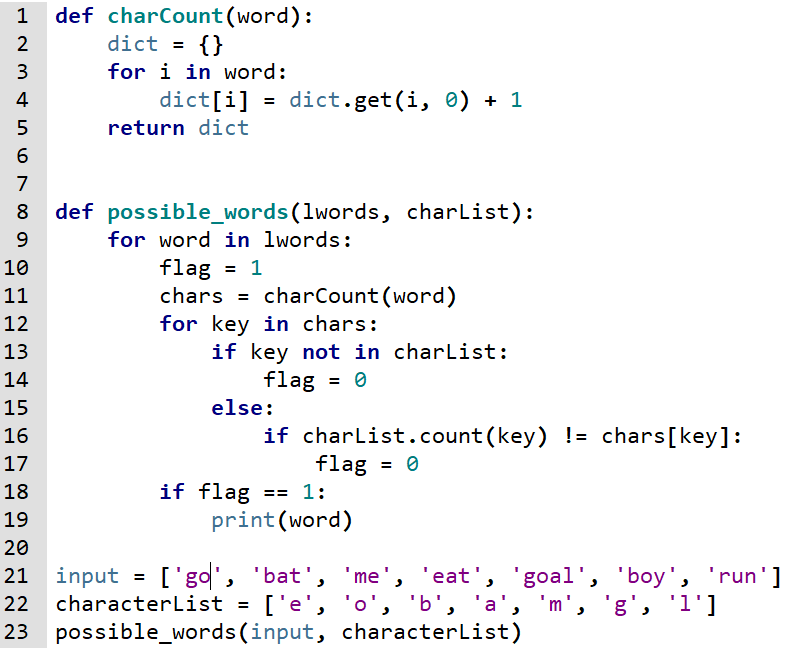 1 def charCount(word):
2     dict = {}
3     for i in word:
4         dict[i] = dict.get(i, 0) + 1
5     return dict
6
7
8 def possible_words(lwords, charList):
9     for word in lwords:
10         flag = 1
11         chars = charCount(word)
12         for key in chars:
13             if key not in charList:
14                 flag = 0
15             else:
16                 if charList.count(key) != chars[key]:
17                     flag = 0
18         if flag == 1:
19             print(word)
20
21 input = ['go', 'bat', 'me', 'eat', 'goal', 'boy', 'run']
22 characterList = ['e', 'o', 'b', 'a', 'm', 'g', 'l']
23 possible_words(input, characterList)